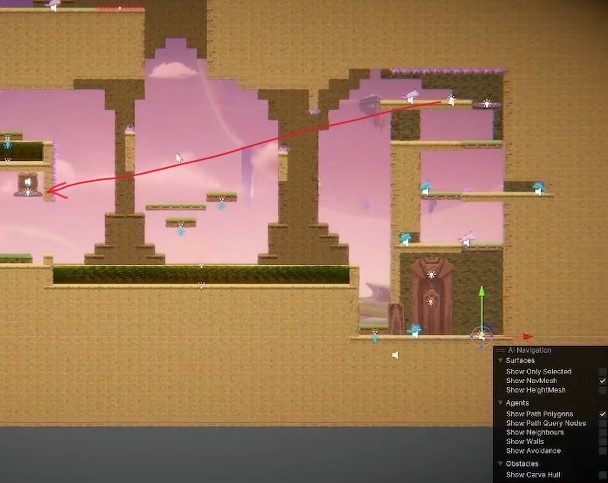 AI Navigation
Surfaces
Show Only Selected
Show NavMesh
Show HeightMesh
Agents
Show Path Polygons
Show Path Query Nodes
Show Neighbours
Show Walls
Show Avoidance
Obstacles
Show Carve Hull